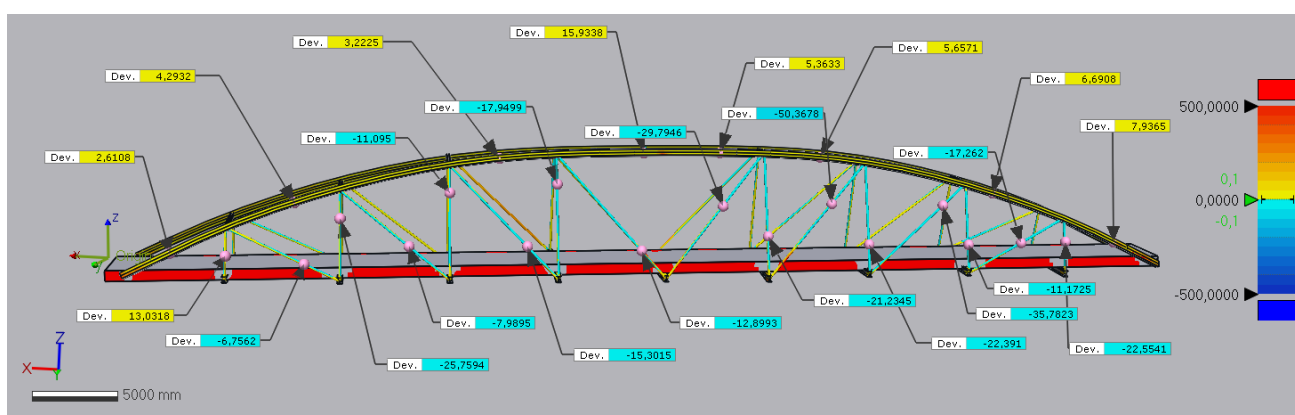 Dev. 15,9338
Dev. 3,2225
Dev. 5,6571
Dev. 5,3633
Dev. 4,2932
Dev. 6,6908
500,0000
Dev. -17,9499
Dev. -50,3678
Dev. 7,9365
Dev. -29,7946
Dev. -11,095
Dev. -17,262
Dev. 2,6108
0,1
0,0000
Z
-0,1
X
Dev. -11,1725
-500,0000
Dev. -21,2345
Dev. 13,0318
Dev. -35,7823
Dev. -7,9895
Dev. -12,8993
Dev. -6,7562
Dev. -22,391
Dev. -22,5541
Z
Dev. -15,3015
Dev. -25,7594
X
Y
5000 mm